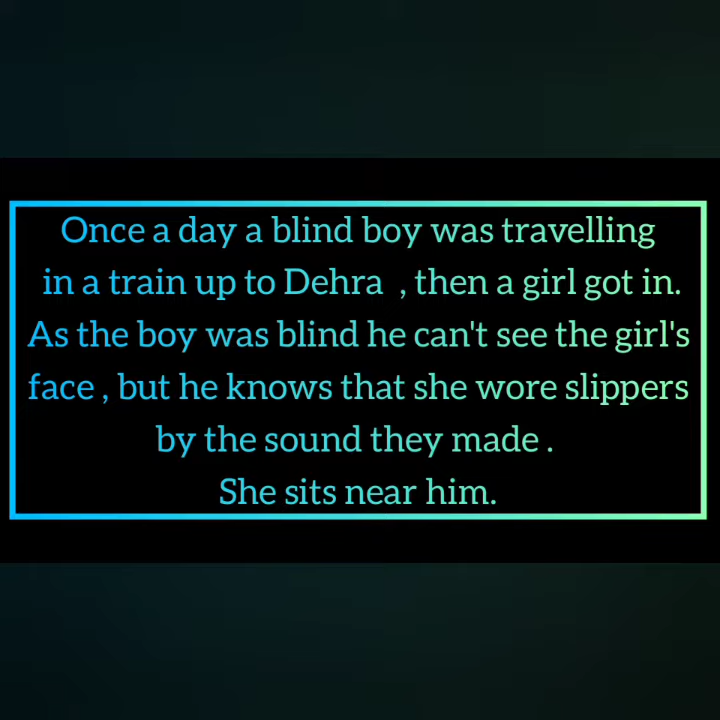 Once a day a blind boy was travelling
in a train up to Dehra , then a girl got in.
As the boy was blind he can't see the girl's
face , but he knows that she wore slippers
by the sound they made .
She sits near him.